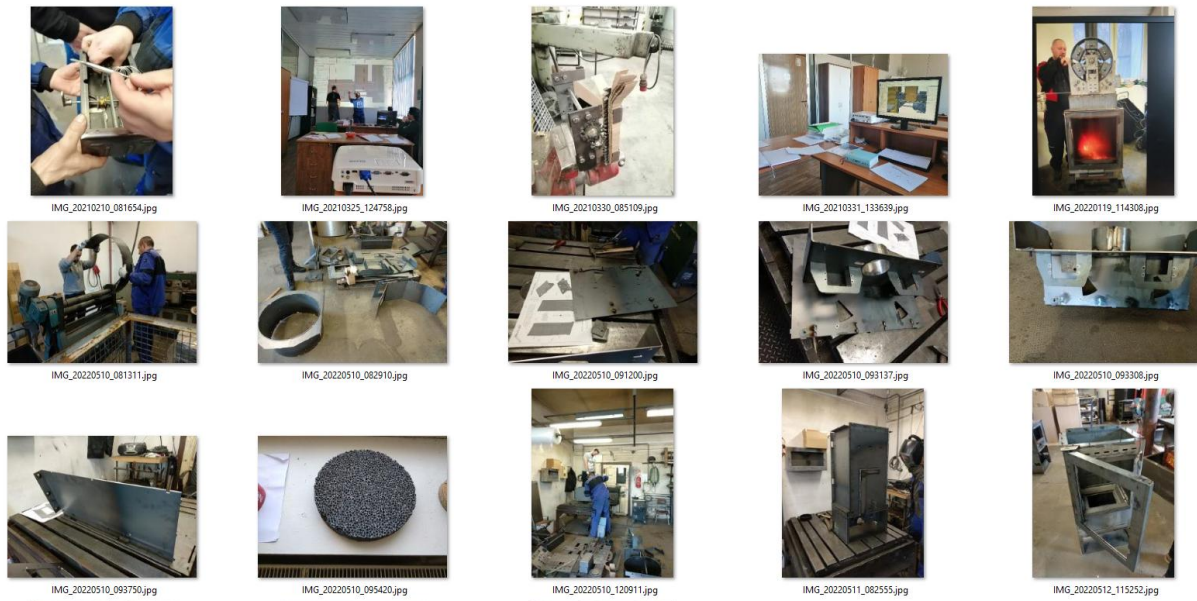 IMG_20210210_081654.jpg
IMG_20210325_124758.jpg
IMG_20210330_085109.jpg
IMG_20210331_133639.jpg
IMG_20220119_114308.jpg
IMG_20220510_081311.jpg
IMG_20220510_082910.jpg
IMG_20220510_091200.jpg
IMG_20220510_093137.jpg
IMG_20220510_093308.jpg
IMG_20220510_093750.jpg
IMG_20220510_095420.jpg
IMG_20220510_120911.jpg
IMG_20220511_082555.jpg
IMG_20220512_115252.jpg